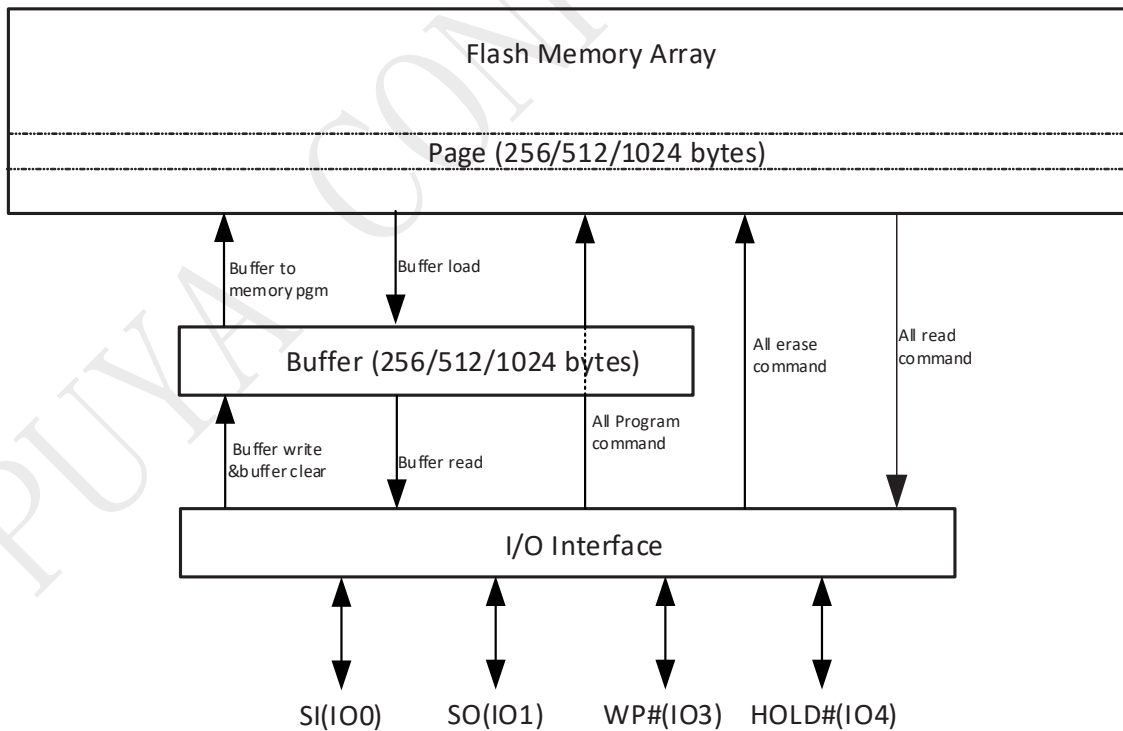 Flash Memory Array
Page (256/512/1024 bytes)
Buffer to
memory pgm
Buffer load
Buffer (256/512/1024 bytes)
All erase
command
All read
command
Buffer write
&buffer clear
Buffer read
All Program
command
I/O Interface
SI(IO0) SO(IO1) WP#(IO3) HOLD#(IO4)
PUYA